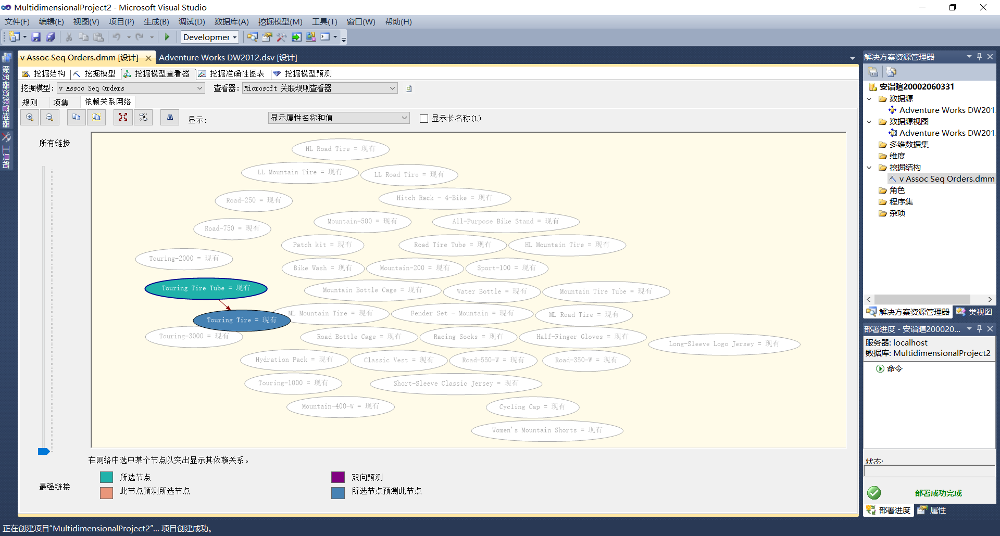 MultidimensionalProject2 - Microsoft Visual Studio
文件(F) 编辑(E) 视图(V) 项目(P) 生成(B) 调试(D) 数据库(A) 挖掘模型(M) 工具(T) 窗口(W) 帮助(H)
Developmer
v Assoc Seq Orders.dmm [设计] Adventure Works DW2012.dsv [设计]
挖掘结构 挖掘模型 挖掘模型查看器 挖掘准确性图表 挖掘模型预测
挖掘模型: v Assoc Seq Orders 查看器: Microsoft 关联规则查看器
规则 项集 依赖关系网络
显示: 显示属性名称和值 显示长名称(L)
服务器资源管理器
工具箱
所有链接
HL Road Tire = 现有
LL Mountain Tire = 现有
LL Road Tire = 现有
Road-250 = 现有
Hitch Rack - 4-Bike = 现有
Road-750 = 现有
Mountain-500 = 现有
All-Purpose Bike Stand = 现有
Patch kit = 现有
Road Tire Tube = 现有
HL Mountain Tire = 现有
Touring-2000 = 现有
Bike Wash = 现有
Mountain-200 = 现有
Sport-100 = 现有
Touring Tire Tube = 现有
Mountain Bottle Cage = 现有
Water Bottle = 现有
Mountain Tire Tube = 现有
Touring Tire = 现有
ML Mountain Tire = 现有
Fender Set - Mountain = 现有
ML Road Tire = 现有
Touring-3000 = 现有
Road Bottle Cage = 现有
Racing Socks = 现有
Half-Finger Gloves = 现有
Long-Sleeve Logo Jersey = 现有
Hydration Pack = 现有
Classic Vest = 现有
Road-550-W = 现有
Road-350-W = 现有
Touring-1000 = 现有
Short-Sleeve Classic Jersey = 现有
Mountain-400-W = 现有
Cycling Cap = 现有
Women's Mountain Shorts = 现有
在网络中选中某个节点以突出显示其依赖关系。
最强链接
所选节点 双向预测
此节点预测所选节点 所选节点预测此节点
解决方案资源管理器
安诣暄20002060331
数据源
Adventure Works DW201
数据源视图
Adventure Works DW201
多维数据集
维度
挖掘结构
v Assoc Seq Orders.dmm
角色
程序集
杂项
解决方案资源管理器 类视图
部署进度 - 安诣暄200020...
服务器: localhost
数据库: MultidimensionalProject2
命令
状态:
部署成功完成
部署进度 属性
正在创建项目“MultidimensionalProject2”... 项目创建成功。